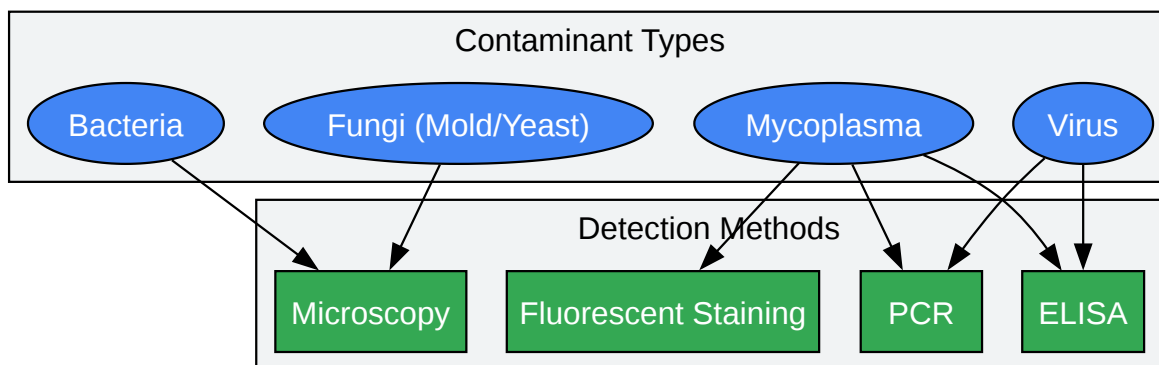 Contaminant Types
Bacteria
Fungi (Mold/Yeast)
Mycoplasma
Virus
Detection Methods
Microscopy
Fluorescent Staining
PCR
ELISA